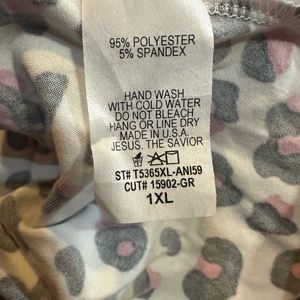 95% POLYESTER
5% SPANDEX
HAND WASH
WITH COLD WATER
DO NOT BLEACH
HANG OR LINE DRY
MADE IN U.S.A.
JESUS. THE SAVIOR
ST# T5365XL-ANI59
CUT# 15902-GR
1XL